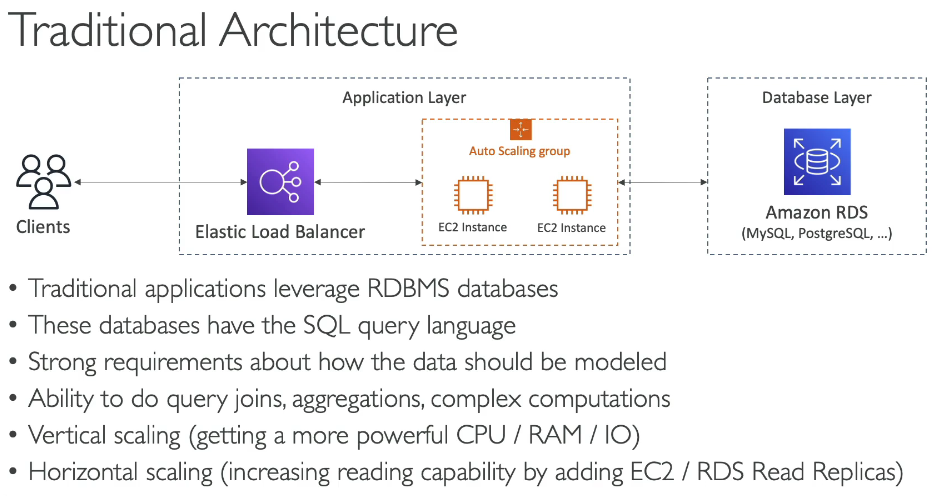 Traditional Architecture
Application Layer
Database Layer
Auto Scaling group
Clients
Elastic Load Balancer
EC2 Instance
EC2 Instance
Amazon RDS
(MySQL, PostgreSQL, …)
• Traditional applications leverage RDBMS databases
• These databases have the SQL query language
• Strong requirements about how the data should be modeled
• Ability to do query joins, aggregations, complex computations
• Vertical scaling (getting a more powerful CPU / RAM / IO)
• Horizontal scaling (increasing reading capability by adding EC2 / RDS Read Replicas)